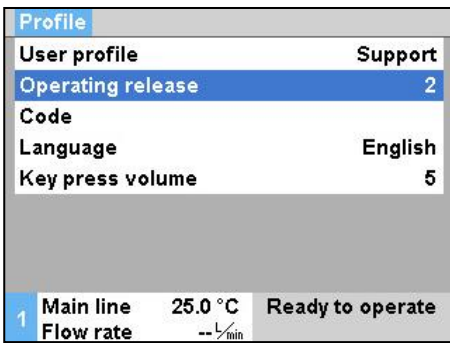 Profile
User profile Support
Operating release 2
Code
Language English
Key press volume 5
1 Main line 25.0 °C Ready to operate
Flow rate -- L/min